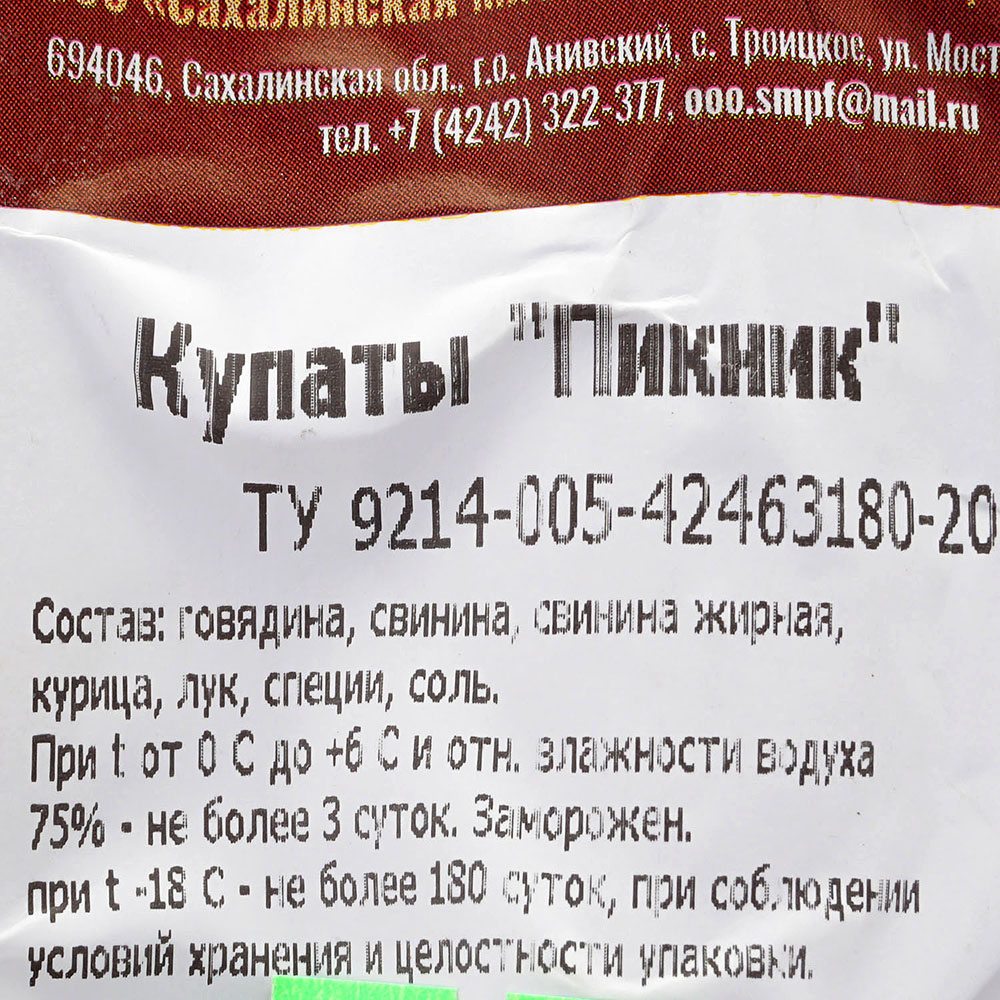 «Сахалинская
694046, Сахалинская обл., г.о. Анивский, с. Троицкое, ул. Мост
тел. +7 (4242) 322-377, ooo.smpf@mail.ru
Купаты "Пикник"
ТУ 9214-005-42463180-20
Состав: говядина, свинина, свинина жирная,
курица, лук, специи, соль.
При t от 0 С до +6 С и отн. влажности водуха
75% - не более 3 суток. Заморожен.
при t -18 С - не более 180 суток, при соблюдении
условий хранения и целостности упаковки.